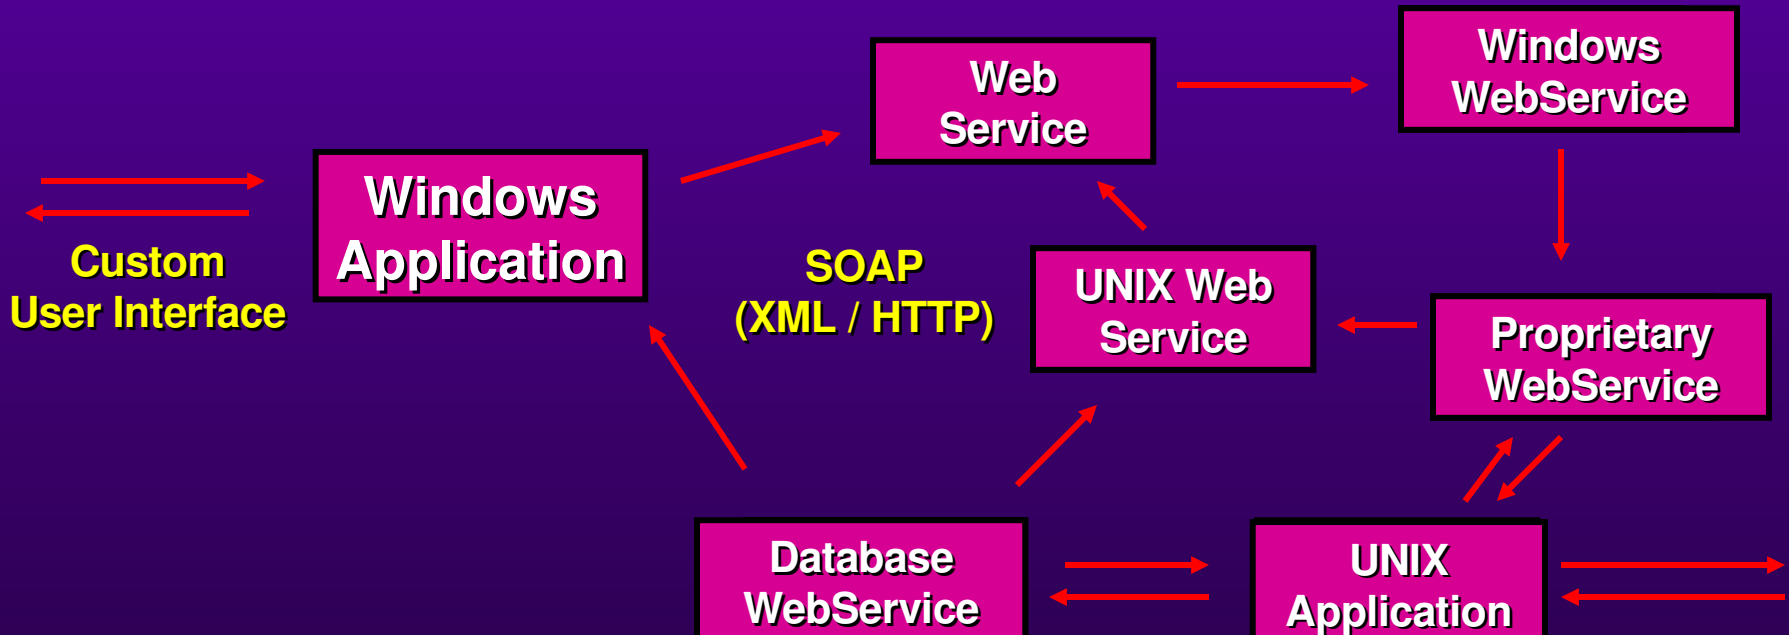 Windows
WebService
Web
Service
Windows
Application
Custom
User Interface
SOAP
(XML / HTTP)
UNIX Web
Service
Proprietary
WebService
Database
WebService
UNIX
Application